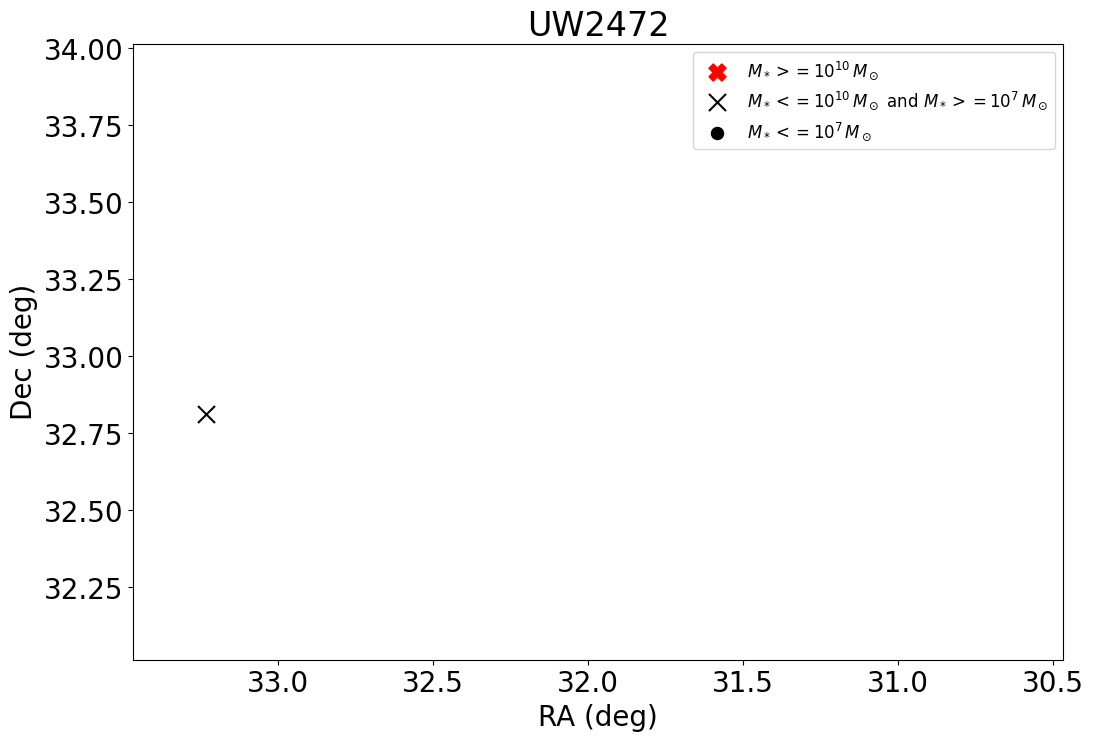 UW2472
34.00
33.75
33.50
33.25
33.00
32.75
32.50
32.25
Dec (deg)
M* >= 10^10 M⊙
M* <= 10^10 M⊙ and M* >= 10^7 M⊙
M* <= 10^7 M⊙
33.0 32.5 32.0 31.5 31.0 30.5
RA (deg)